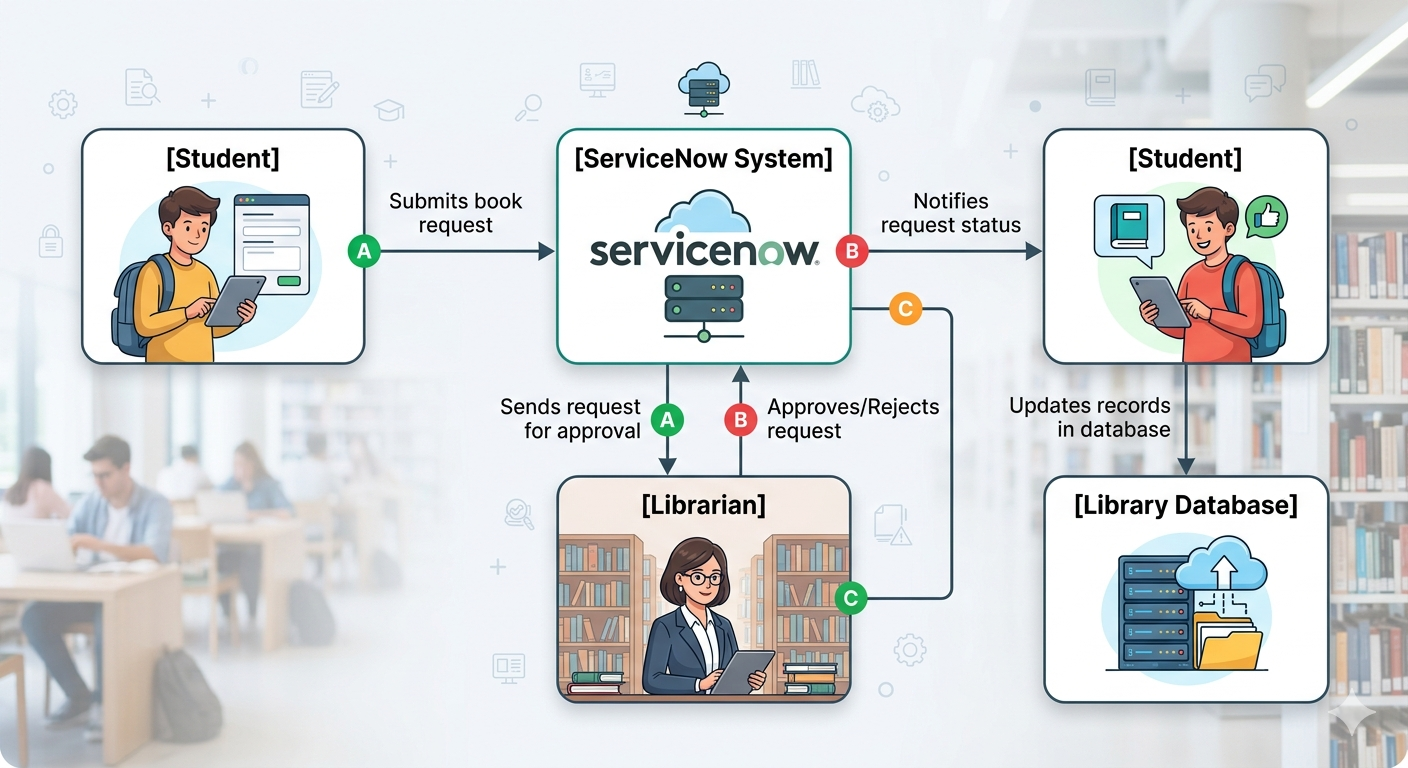 [Student]
Submits book
request
A
[ServiceNow System]
servicenow
B
Notifies
request status
[Student]
C
Sends request
for approval
A
B
Approves/Rejects
request
Updates records
in database
[Librarian]
C
[Library Database]